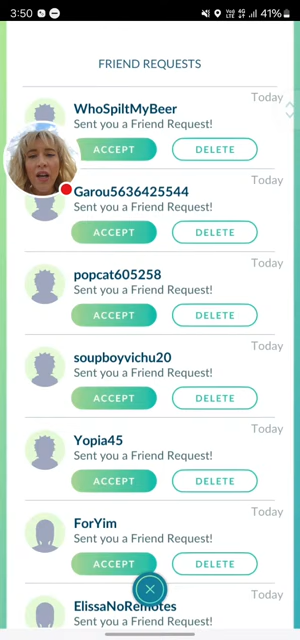 3:50 41%
FRIEND REQUESTS
Today
WhoSpiltMyBeer
Sent you a Friend Request!
ACCEPT DELETE
Today
Garou5636425544
Sent you a Friend Request!
ACCEPT DELETE
Today
popcat605258
Sent you a Friend Request!
ACCEPT DELETE
Today
soupboyvichu20
Sent you a Friend Request!
ACCEPT DELETE
Today
Yopia45
Sent you a Friend Request!
ACCEPT DELETE
Today
ForYim
Sent you a Friend Request!
ACCEPT DELETE
Today
ElissaNoRemotes
Sent you a Friend Request!